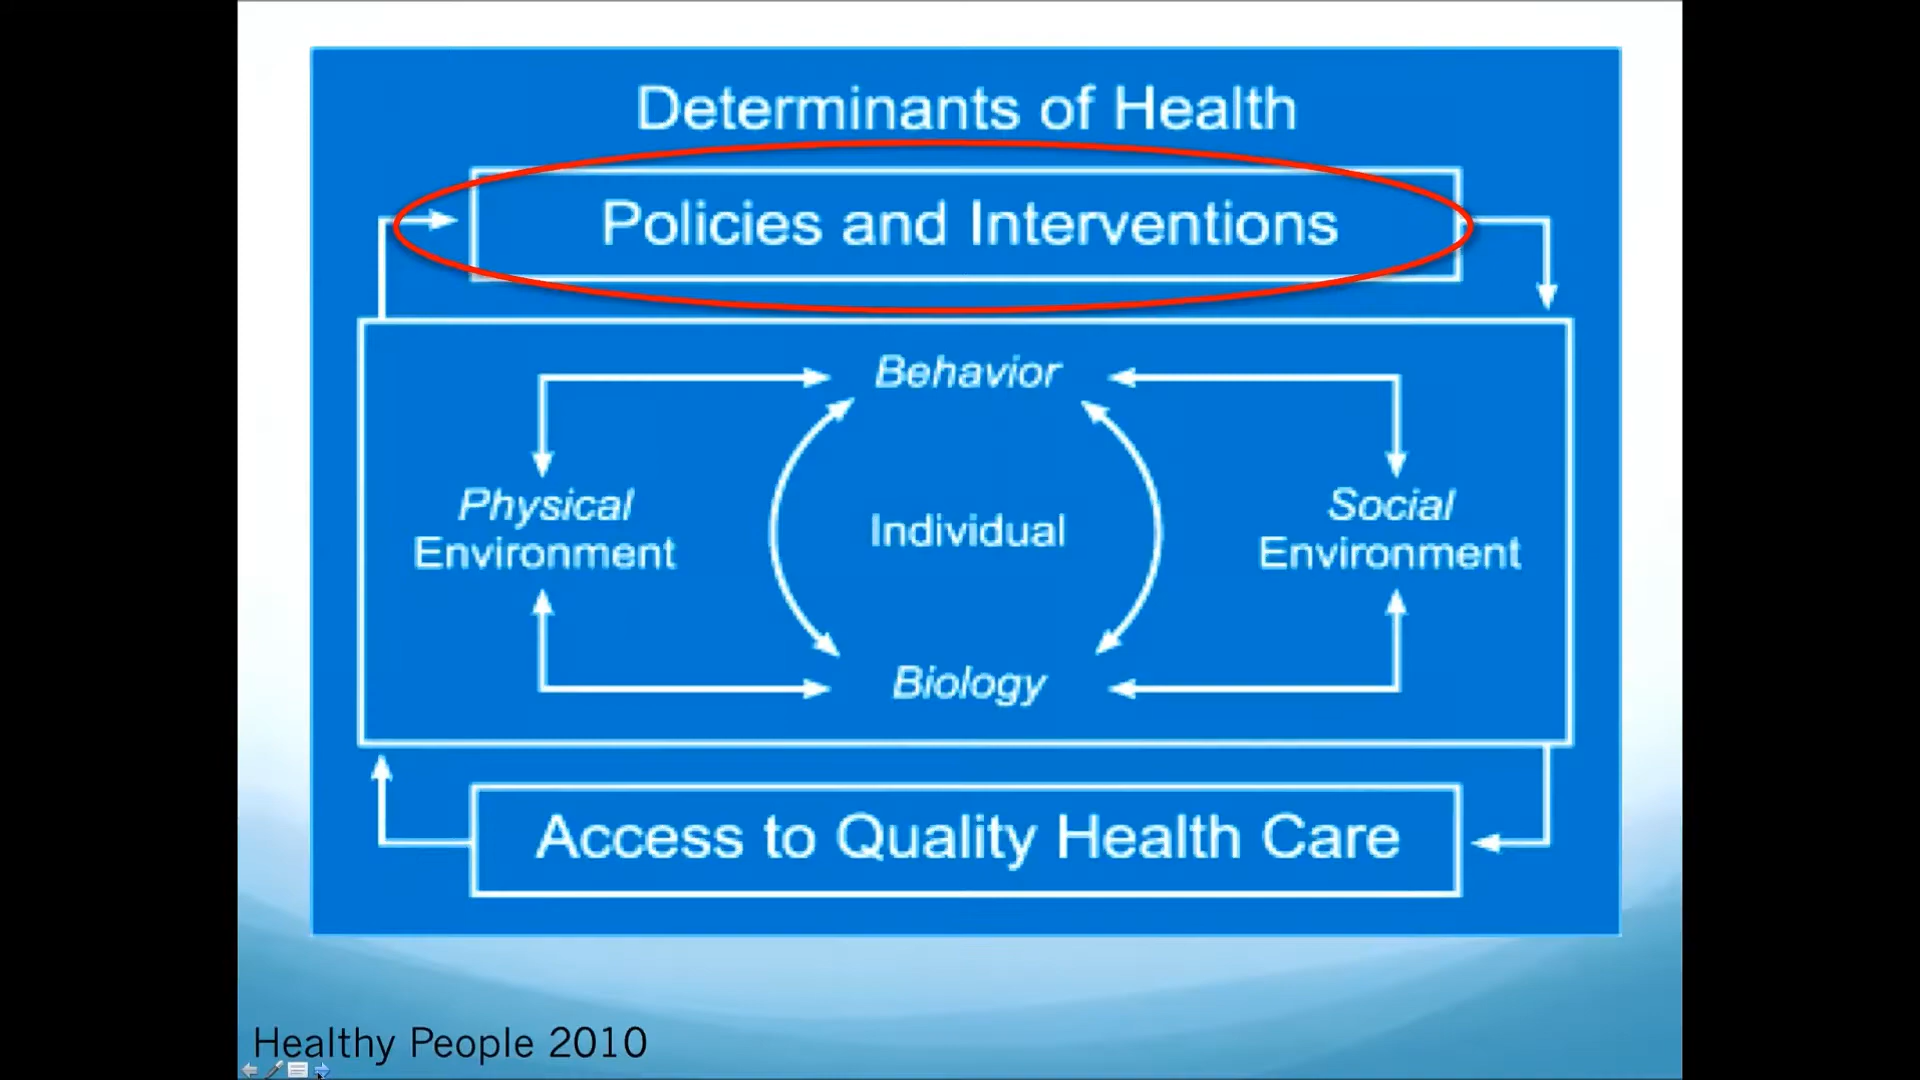 Determinants of Health
Policies and Interventions
Behavior
Physical
Environment
Individual
Social
Environment
Biology
Access to Quality Health Care
Healthy People 2010